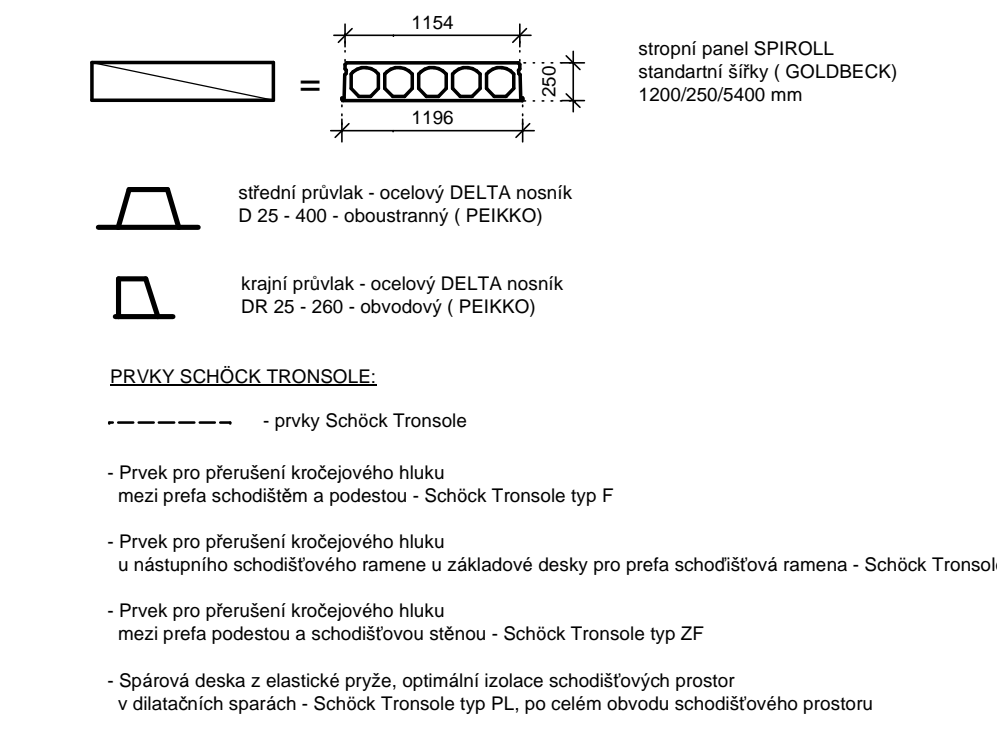 1154
=
250
1196
stropní panel SPIROLL
standartní šířky ( GOLDBECK)
1200/250/5400 mm
střední průvlak - ocelový DELTA nosník
D 25 - 400 - oboustranný ( PEIKKO)
krajní průvlak - ocelový DELTA nosník
DR 25 - 260 - obvodový ( PEIKKO)
PRVKY SCHÖCK TRONSOLE:
- prvky Schöck Tronsole
- Prvek pro přerušení kročejového hluku
mezi prefa schodištěm a podestou - Schöck Tronsole typ F
- Prvek pro přerušení kročejového hluku
u nástupního schodišťového ramene u základové desky pro prefa schoďišťová ramena - Schöck
- Prvek pro přerušení kročejového hluku
mezi prefa podestou a schodišťovou stěnou - Schöck Tronsole typ ZF
- Spárová deska z elastické pryže, optimální izolace schodišťových prostor
v dilatačních sparách - Schöck Tronsole typ PL, po celém obvodu schodišťového prostoru